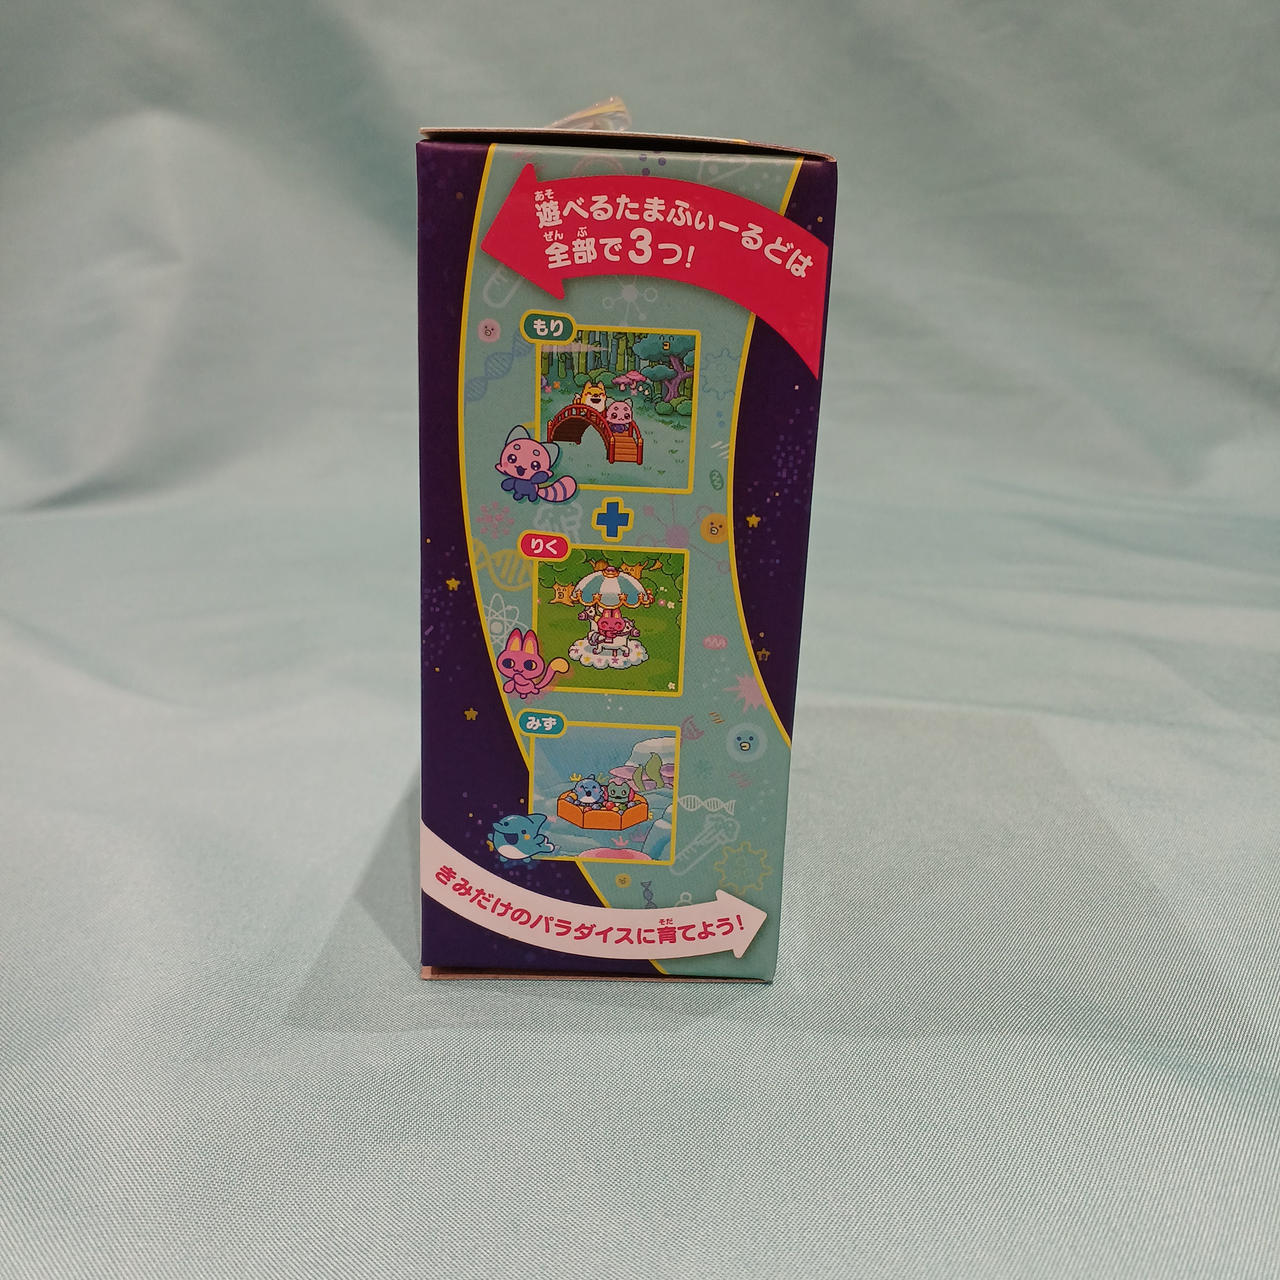 遊べるたまふぃーるどは
全部で3つ!
もり
りく
みず
きみだけのパラダイスに育てよう!